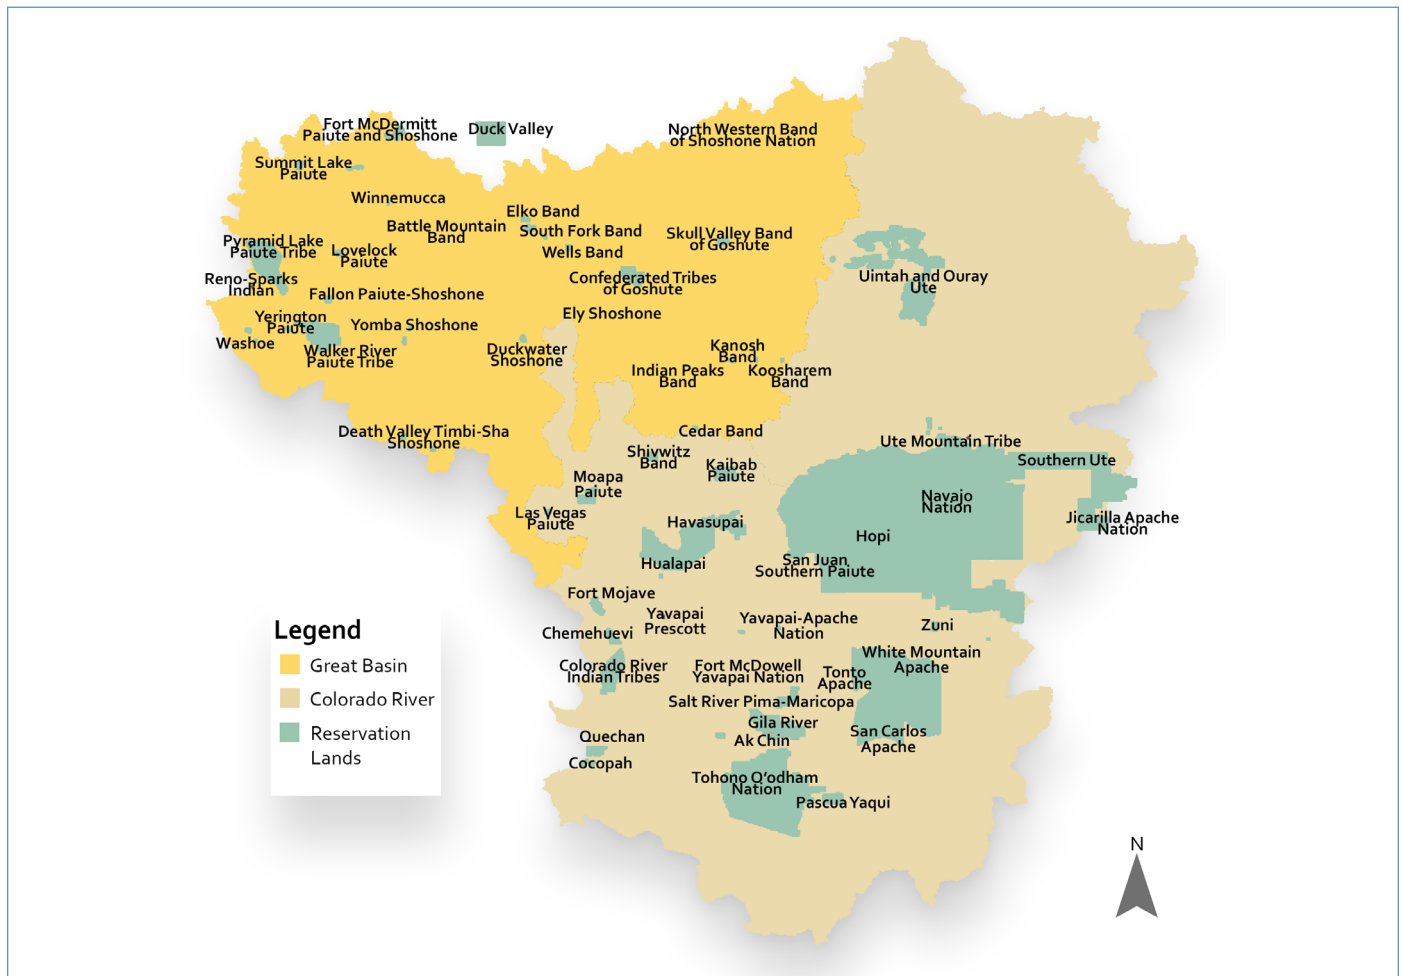 Fort McDermitt
Paiute and Shoshone
Duck Valley
North Western Band
of Shoshone Nation
Summit Lake
Paiute
Winnemucca
Elko Band
Battle Mountain
Band
South Fork Band
Skull Valley Band
of Goshute
Pyramid Lake
Paiute Tribe
Lovelock
Paiute
Wells Band
Reno-Sparks
Indian
Confederated Tribes
of Goshute
Uintah and Ouray
Ute
Fallon Paiute-Shoshone
Ely Shoshone
Yerington
Paiute
Yomba Shoshone
Washoe
Walker River
Paiute Tribe
Duckwater
Shoshone
Kanosh
Band
Indian Peaks
Band
Koosharem
Band
Death Valley Timbi-Sha
Shoshone
Cedar Band
Ute Mountain Tribe
Shivwitz
Band
Kaibab
Paiute
Southern Ute
Moapa
Paiute
Navajo
Nation
Las Vegas
Paiute
Havasupai
Jicarilla Apache
Nation
Hopi
Hualapai
San Juan
Southern Paiute
Fort Mojave
Yavapai
Prescott
Yavapai-Apache
Nation
Zuni
Chemehuevi
White Mountain
Apache
Colorado River
Indian Tribes
Fort McDowell
Yavapai Nation
Tonto
Apache
Salt River Pima-Maricopa
Gila River
San Carlos
Apache
Quechan
Ak Chin
Cocopah
Tohono O'odham
Nation
Pascua Yaqui
Legend
Great Basin
Colorado River
Reservation
Lands
N